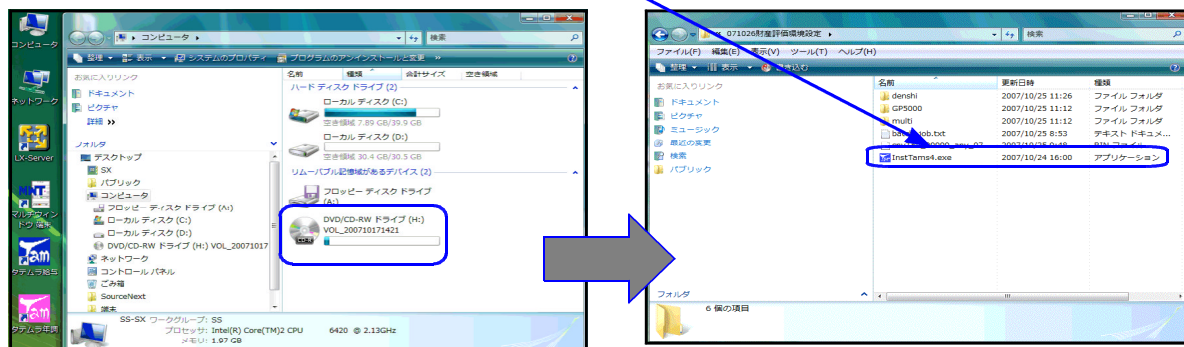 コンピュータ
ネットワーク
LX-Server
マルチウィン
ドウ端末
タテムラ給与
タテムラ年調
コンピュータ
検索
整理 表示 システムのプロパティ プログラムのアンインストールと変更 »
お気に入りリンク
ドキュメント
ピクチャ
詳細 »
フォルダ
デスクトップ
SX
パブリック
コンピュータ
フロッピー ディスク ドライブ (A:)
ローカル ディスク (C:)
ローカル ディスク (D:)
DVD/CD-RW ドライブ (H:) VOL_20071017
ネットワーク
コントロール パネル
ごみ箱
SourceNext
端末
名前 種類 合計サイズ 空き領域
ハード ディスク ドライブ (2)
ローカル ディスク (C:)
空き領域 7.89 GB/39.9 GB
ローカル ディスク (D:)
空き領域 30.4 GB/30.5 GB
リムーバブル記憶域があるデバイス (2)
フロッピー ディスク ドライブ
(A:)
DVD/CD-RW ドライブ (H:)
VOL_200710171421
SS-SX ワークグループ: SS
プロセッサ: Intel(R) Core(TM)2 CPU 6420 @ 2.13GHz
メモリ: 1.97 GB
071026財産評価環境設定
検索
ファイル(F) 編集(E) 表示(V) ツール(T) ヘルプ(H)
整理 表示 書き込む
お気に入りリンク
ドキュメント
ピクチャ
ミュージック
最近の変更
検索
パブリック
フォルダ
名前 更新日時 種類
denshi 2007/10/25 11:26 ファイル フォルダ
GP5000 2007/10/25 11:12 ファイル フォルダ
multi 2007/10/25 11:12 ファイル フォルダ
2007/10/25 8:53 テキスト ドキュメ...
InstTams4.exe 2007/10/24 16:00 アプリケーション
6 個の項目